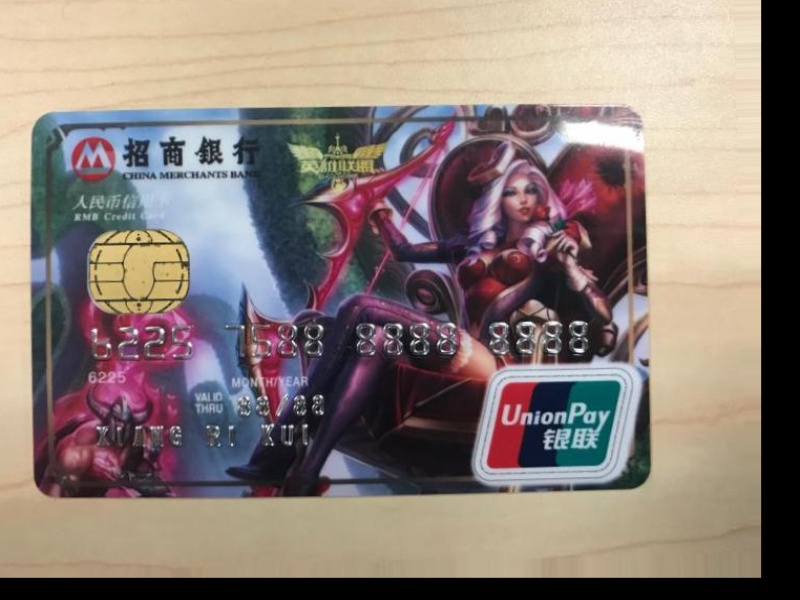 招商银行
CHINA MERCHANTS BANK
英雄联盟
人民币信用卡
RMB Credit Card
6225 7588 8888 8888
6225
MONTH/YEAR
VALID THRU 88/88
XIANG RI KUI
UnionPay
银联